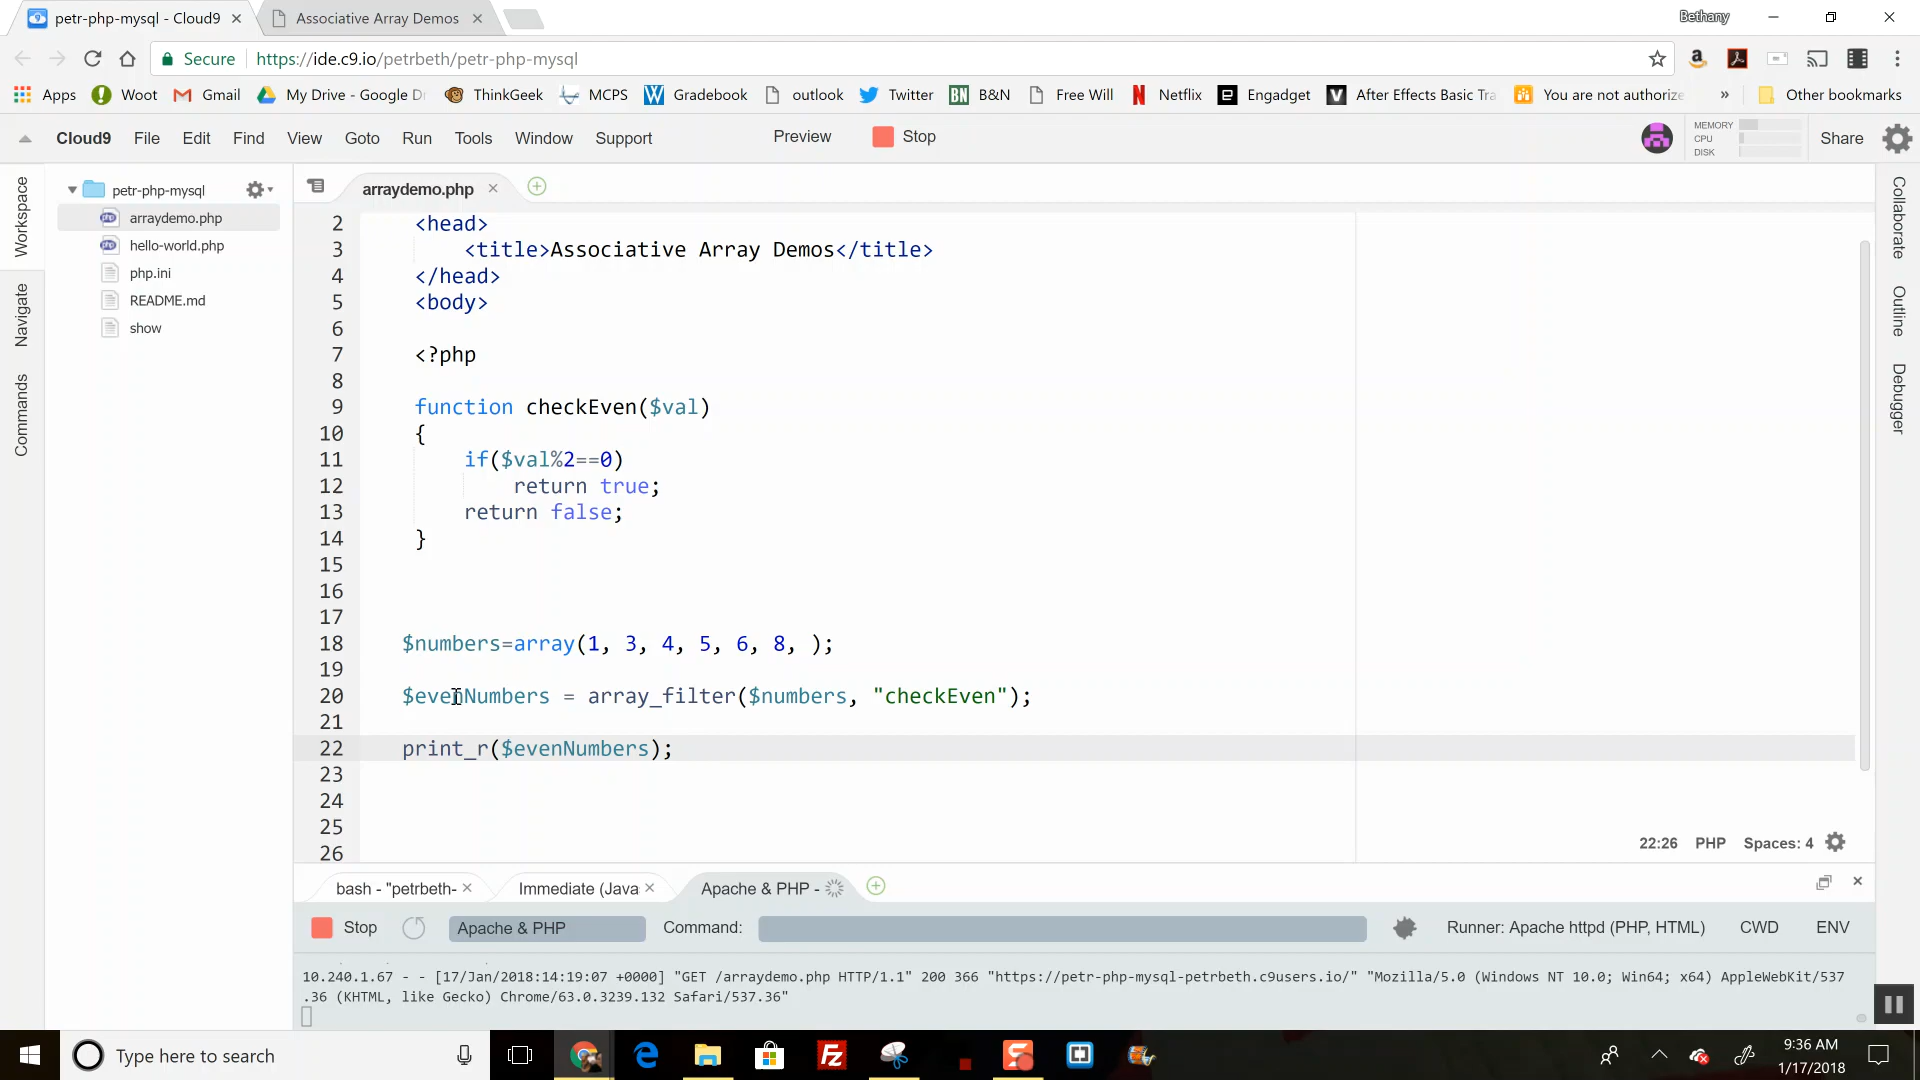 petr-php-mysql - Cloud9
Associative Array Demos
Bethany
Secure
https://ide.c9.io/petrbeth/petr-php-mysql
Apps
Woot
Gmail
My Drive - Google D
ThinkGeek
MCPS
Gradebook
outlook
Twitter
B&N
Free Will
Netflix
Engadget
After Effects Basic Tra
You are not authorize
»
Other bookmarks
Cloud9 File Edit Find View Goto Run Tools Window Support
Preview
Stop
MEMORY
CPU
DISK
Share
Workspace
Navigate
Commands
petr-php-mysql
arraydemo.php
hello-world.php
php.ini
README.md
show
arraydemo.php
2 <head>
3 <title>Associative Array Demos</title>
4 </head>
5 <body>
6
7 <?php
8
9 function checkEven($val)
10 {
11 if($val%2==0)
12 return true;
13 return false;
14 }
15
16
17
18 $numbers=array(1, 3, 4, 5, 6, 8, );
19
20 $evenNumbers = array_filter($numbers, "checkEven");
21
22 print_r($evenNumbers);
23
24
25
26
22:26 PHP Spaces: 4
Collaborate
Outline
Debugger
bash - "petrbeth-
Immediate (Java
Apache & PHP -
Stop
Apache & PHP
Command:
Runner: Apache httpd (PHP, HTML)
CWD
ENV
10.240.1.67 - - [17/Jan/2018:14:19:07 +0000] "GET /arraydemo.php HTTP/1.1" 200 366 "https://petr-php-mysql-petrbeth.c9users.io/" "Mozilla/5.0 (Windows NT 10.0; Win64; x64) AppleWebKit/537
.36 (KHTML, like Gecko) Chrome/63.0.3239.132 Safari/537.36"
Type here to search
9:36 AM
1/17/2018